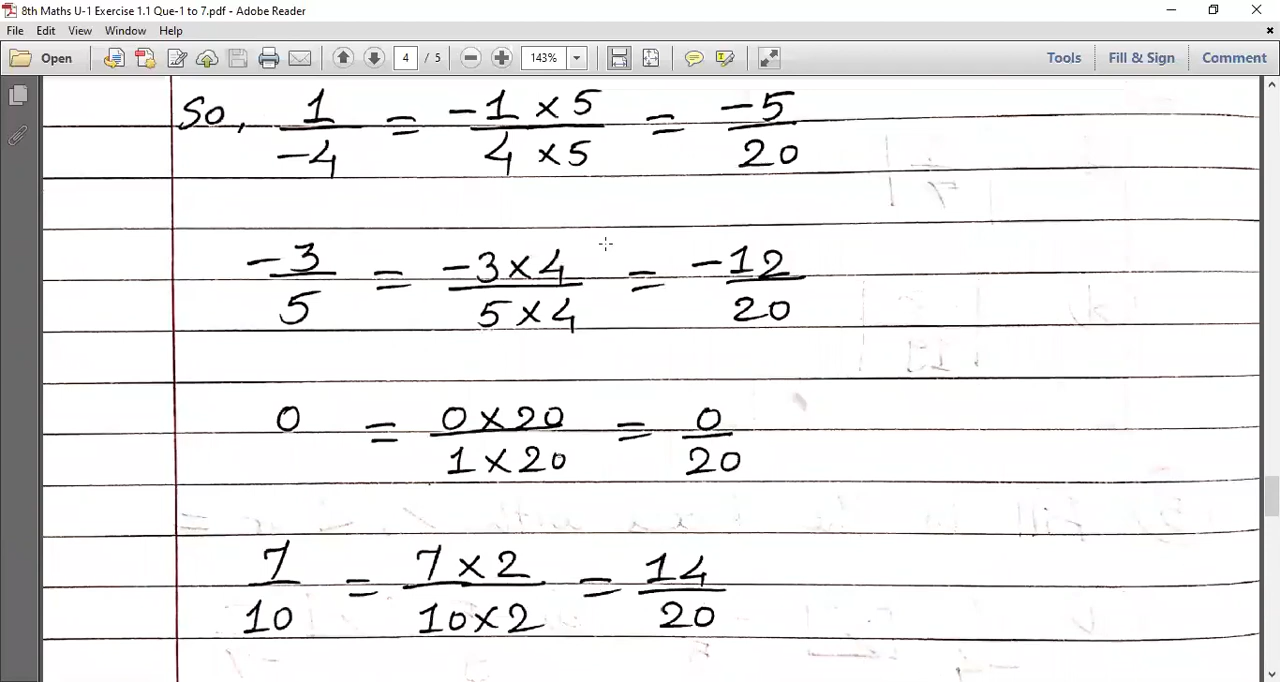 8th Maths U-1 Exercise 1.1 Que-1 to 7.pdf - Adobe Reader
File Edit View Window Help
Open 4 / 5 143% Tools Fill & Sign Comment
So, 1/-4 = -1 × 5/4 × 5 = -5/20
-3/5 = -3 × 4/5 × 4 = -12/20
0 = 0 × 20/1 × 20 = 0/20
7/10 = 7 × 2/10 × 2 = 14/20